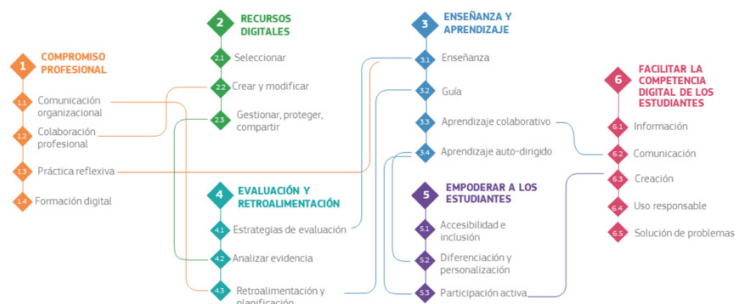 1
COMPROMISO
PROFESIONAL
1.1 Comunicación
organizacional
1.2 Colaboración
profesional
1.3 Práctica reflexiva
1.4 Formación digital
2
RECURSOS
DIGITALES
2.1 Seleccionar
2.2 Crear y modificar
2.3 Gestionar, proteger,
compartir
4
EVALUACIÓN Y
RETROALIMENTACIÓN
4.1 Estrategias de evaluación
4.2 Analizar evidencia
4.3 Retroalimentación y
planificación
3
ENSEÑANZA Y
APRENDIZAJE
3.1 Enseñanza
3.2 Guía
3.3 Aprendizaje colaborativo
3.4 Aprendizaje auto-dirigido
5
EMPODERAR A LOS
ESTUDIANTES
5.1 Accesibilidad e
inclusión
5.2 Diferenciación y
personalización
5.3 Participación activa
6
FACILITAR LA
COMPETENCIA
DIGITAL DE LOS
ESTUDIANTES
6.1 Información
6.2 Comunicación
6.3 Creación
6.4 Uso responsable
6.5 Solución de problemas